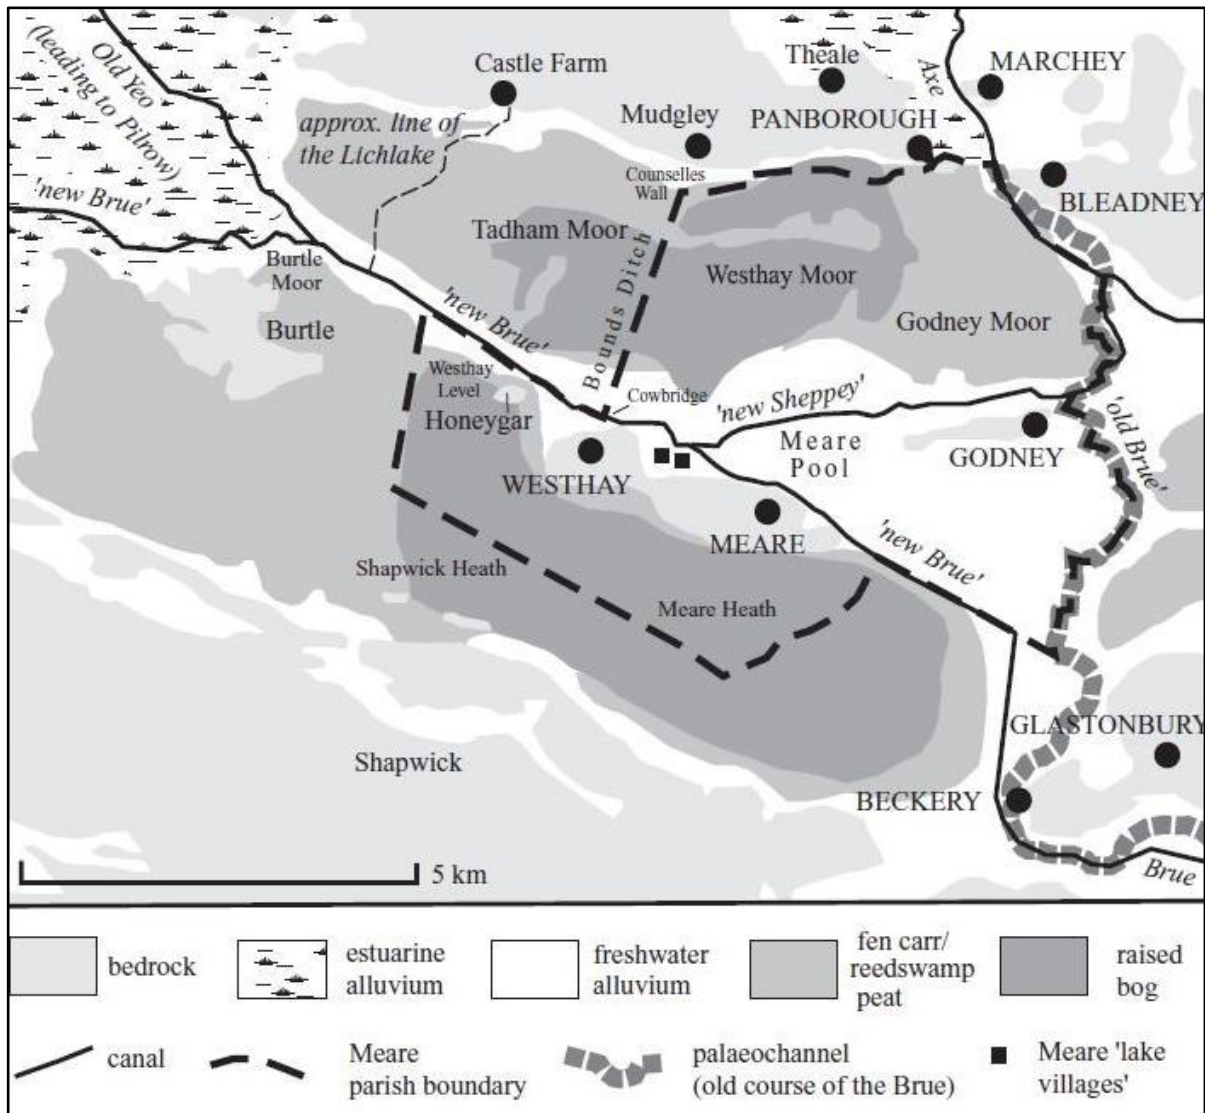 Old Yeo
(leading to Pilrow)
'new Brue'
Castle Farm
approx. line of
the Lichlake
Theale
Axe
MARCHEY
Mudgley
PANBOROUGH
Counselles
Wall
BLEADNEY
Tadham Moor
Bounds Ditch
Westhay Moor
Godney Moor
Burtle
Moor
Burtle
'new Brue'
Westhay
Level
Honeygar
Cowbridge
'new Sheppey'
'old Brue'
Meare
Pool
GODNEY
WESTHAY
MEARE
'new Brue'
Shapwick Heath
Meare Heath
GLASTONBURY
Shapwick
BECKERY
Brue
5 km
bedrock
estuarine
alluvium
freshwater
alluvium
fen carr/
reedswamp
peat
raised
bog
canal
Meare
parish boundary
palaeochannel
(old course of the Brue)
Meare 'lake
villages'